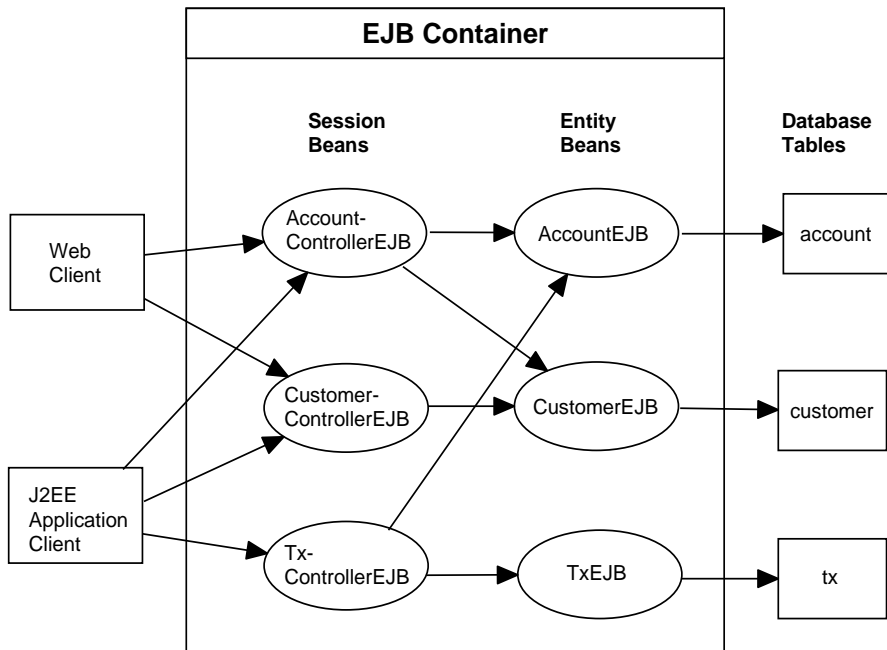 EJB Container
Session
Beans
Entity
Beans
Database
Tables
Web
Client
Account-
ControllerEJB
AccountEJB
account
Customer-
ControllerEJB
CustomerEJB
customer
J2EE
Application
Client
Tx-
ControllerEJB
TxEJB
tx